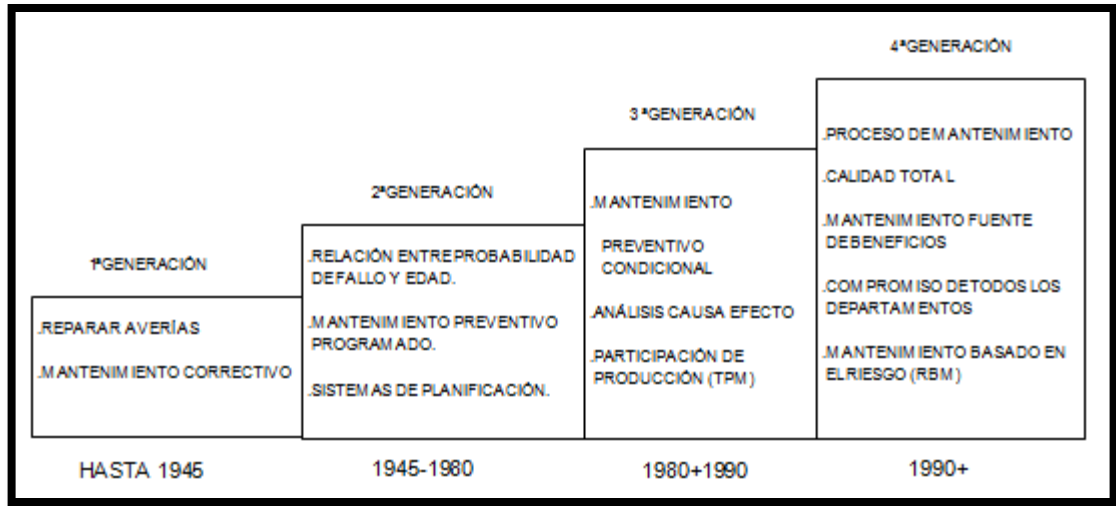 1ªGENERACIÓN
.REPARAR AVERÍAS
.MANTENIMIENTO CORRECTIVO
HASTA 1945
2ªGENERACIÓN
.RELACIÓN ENTRE PROBABILIDAD
DE FALLO Y EDAD.
.MANTENIMIENTO PREVENTIVO
PROGRAMADO.
.SISTEMAS DE PLANIFICACIÓN.
1945-1980
3ªGENERACIÓN
.MANTENIMIENTO
PREVENTIVO
CONDICIONAL
.ANÁLISIS CAUSA EFECTO
.PARTICIPACIÓN DE
PRODUCCIÓN (TPM)
1980+1990
4ªGENERACIÓN
.PROCESO DE MANTENIMIENTO
.CALIDAD TOTAL
.MANTENIMIENTO FUENTE
DE BENEFICIOS
.COMPROMISO DE TODOS LOS
DEPARTAMENTOS
.MANTENIMIENTO BASADO EN
EL RIESGO (RBM)
1990+